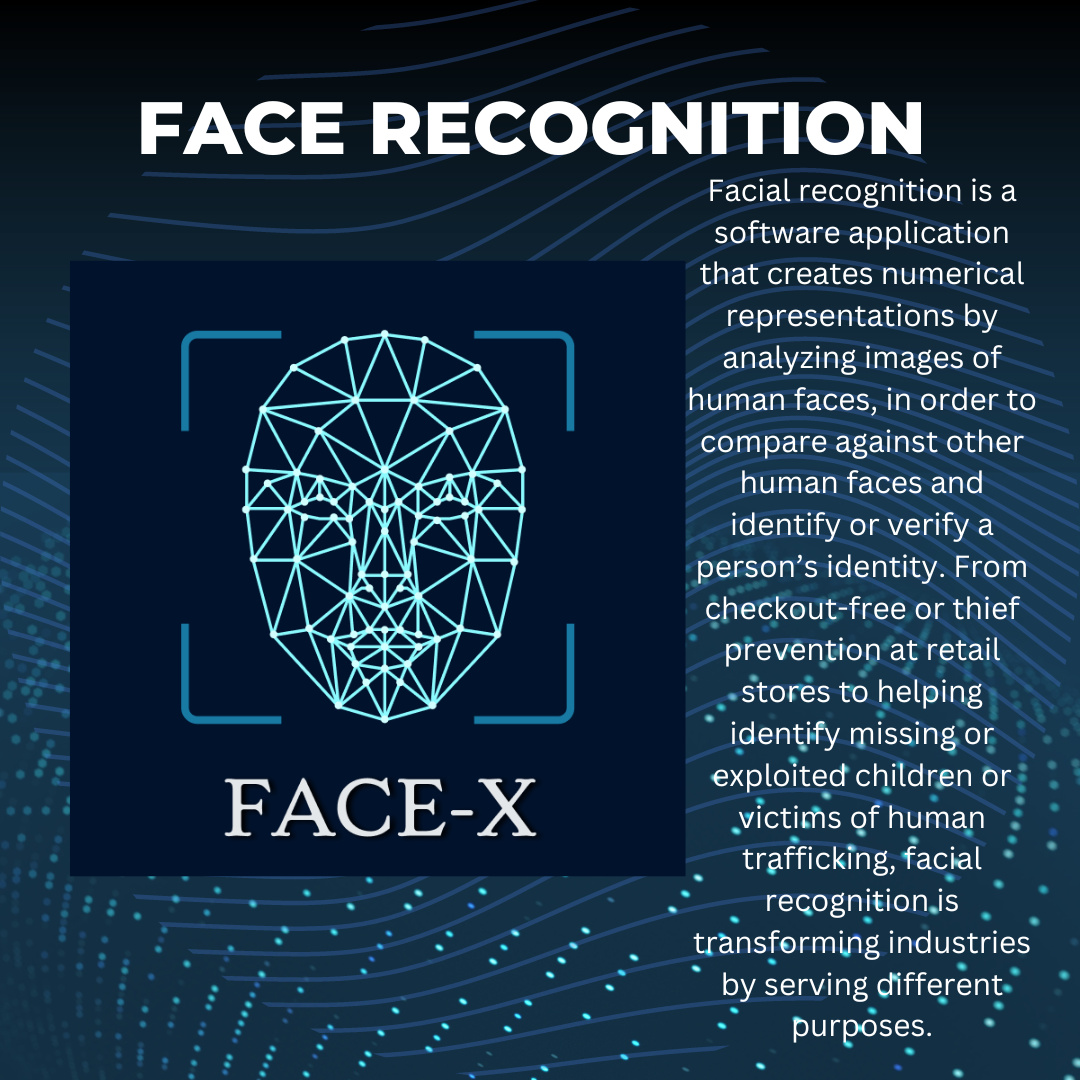 FACE RECOGNITION
Facial recognition is a
software application
that creates numerical
representations by
analyzing images of
human faces, in order to
compare against other
human faces and
identify or verify a
person’s identity. From
checkout-free or thief
prevention at retail
stores to helping
identify missing or
exploited children or
victims of human
trafficking, facial
recognition is
transforming industries
by serving different
purposes.
FACE-X